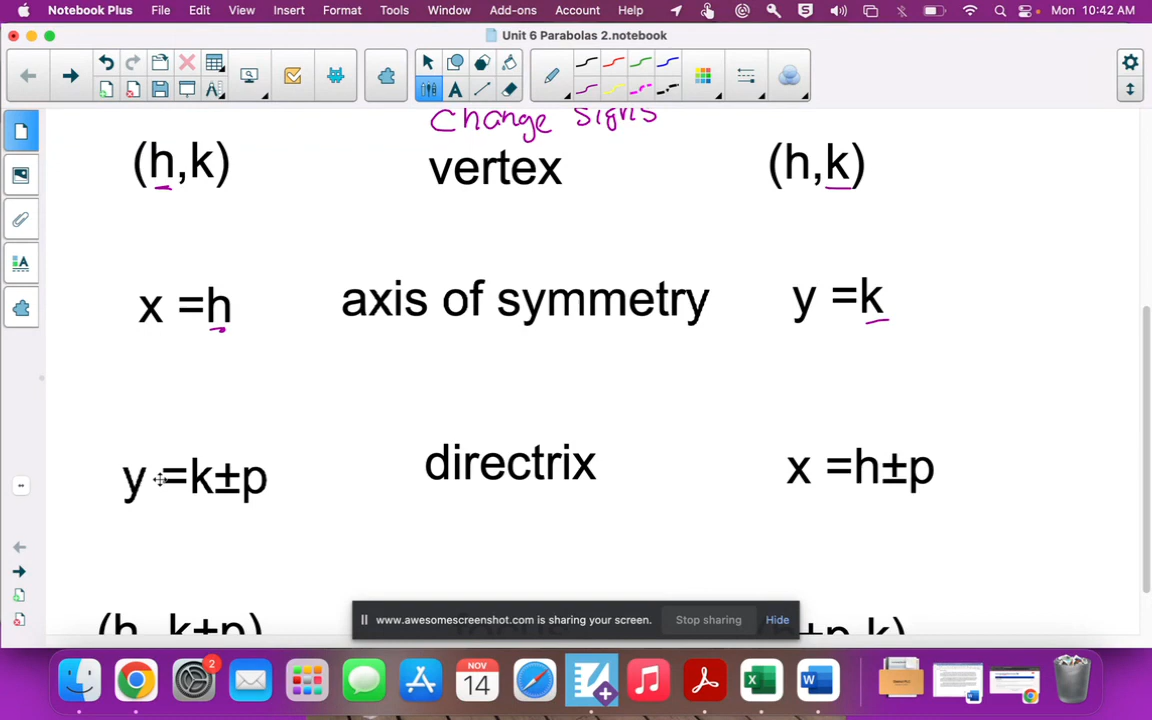 Notebook Plus File Edit View Insert Format Tools Window Add-ons Account Help Mon 10:42 AM
Unit 6 Parabolas 2.notebook
Change Signs
(h,k) vertex (h,k)
x =h axis of symmetry y =k
y =k±p directrix x =h±p
(h, k±p) (h±p,k)
www.awesomescreenshot.com is sharing your screen. Stop sharing Hide
2
NOV
14